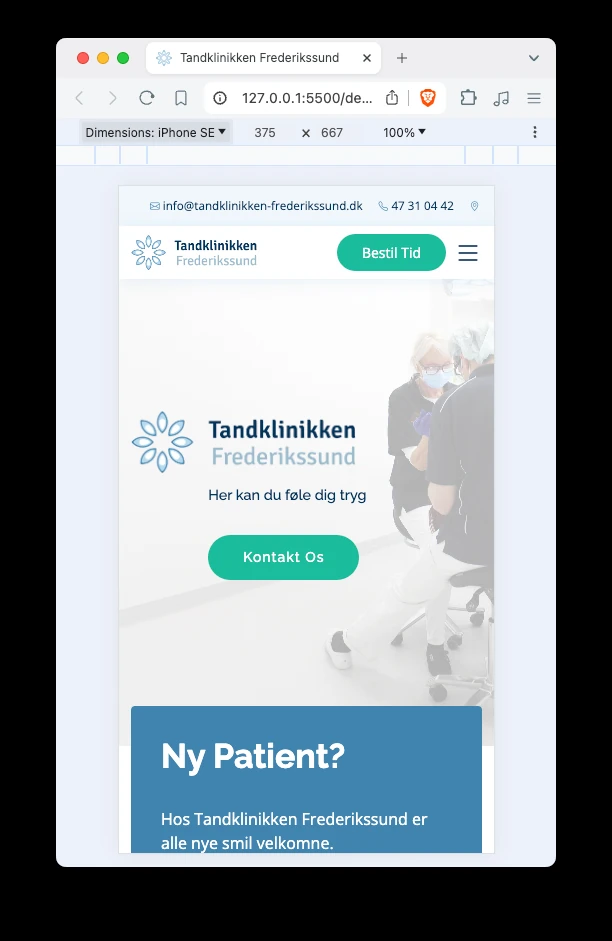 Tandklinikken Frederikssund
127.0.0.1:5500/de...
Dimensions: iPhone SE 375 × 667 100%
info@tandklinikken-frederikssund.dk 47 31 04 42
Tandklinikken
Frederikssund
Bestil Tid
Tandklinikken
Frederikssund
Her kan du føle dig tryg
Kontakt Os
Ny Patient?
Hos Tandklinikken Frederikssund er
alle nye smil velkomne.